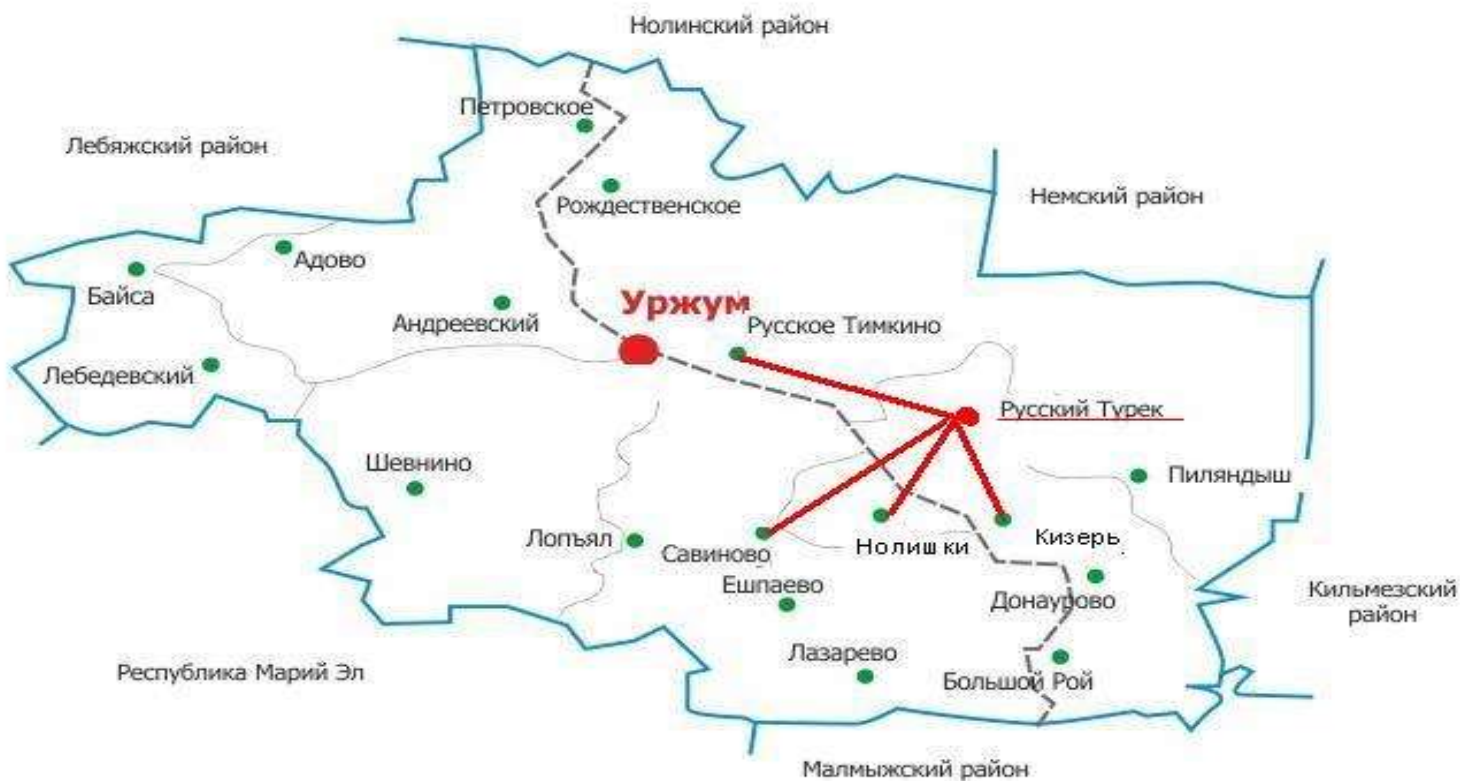 Нолинский район
Петровское
Лебяжский район
Немский район
Рождественское
Адово
Байса
Уржум
Андреевский
Русское Тимкино
Лебедевский
Русский Турек
Шевнино
Пиляндыш
Лопъял
Савиново
Нолишки
Кизерь
Ешпаево
Донаурово
Кильмезский
район
Лазарево
Республика Марий Эл
Большой Рой
Малмыжский район